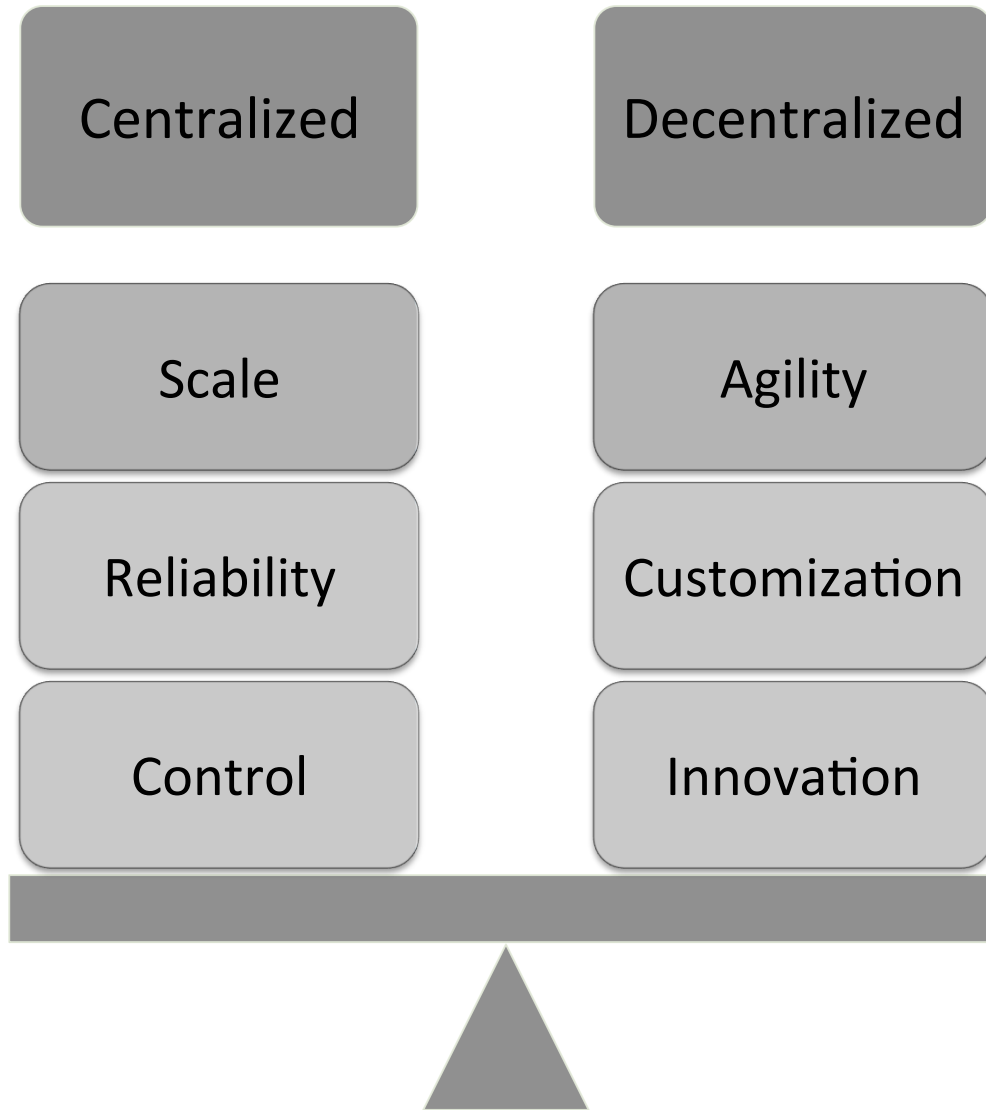 Centralized
Decentralized
Scale
Agility
Reliability
Customization
Control
Innovation